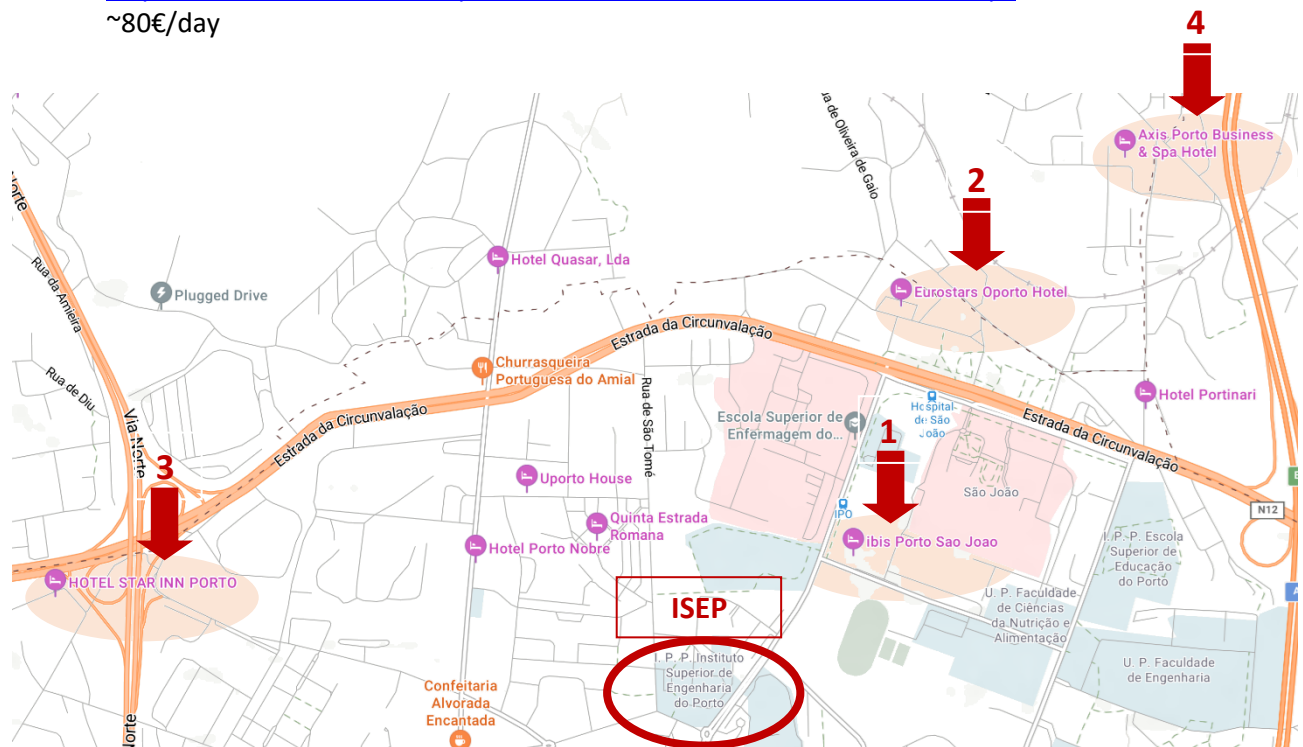 ~80€/day
4
Axis Porto Business
& Spa Hotel
ua de Oliveira de Gaio
2
Norte
Hotel Quasar, Lda
Rua da Amieira
Plugged Drive
Eurostars Oporto Hotel
Estrada da Circunvalação
Churrasqueira
Portuguesa do Amial
Rua de Diu
Rua de São Tomé
Hotel Portinari
Via Norte
Estrada da Circunvalação
Escola Superior de
Enfermagem do...
Hospital
de São
João
Estrada da Circunvalação
1
3
Uporto House
São João
IPO
N12
Quinta Estrada
Romana
Hotel Porto Nobre
ibis Porto Sao Joao
I. P. P. Escola
Superior de
Educação
do Porto
HOTEL STAR INN PORTO
ISEP
U. P. Faculdade
de Ciências
da Nutrição e
Alimentação
A
I. P. P. Instituto
Superior de
Engenharia
do Porto
U. P. Faculdade
de Engenharia
Confeitaria
Alvorada
Encantada
Norte